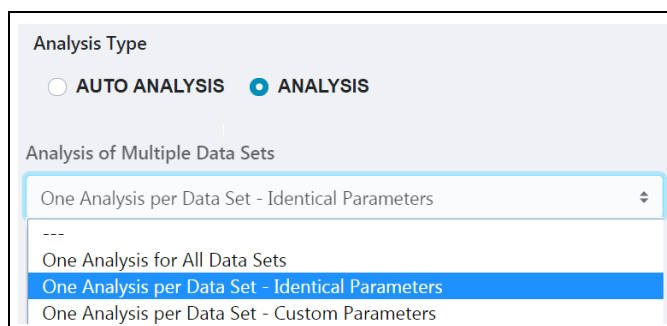 Analysis Type
AUTO ANALYSIS ANALYSIS
Analysis of Multiple Data Sets
One Analysis per Data Set - Identical Parameters
---
One Analysis for All Data Sets
One Analysis per Data Set - Identical Parameters
One Analysis per Data Set - Custom Parameters